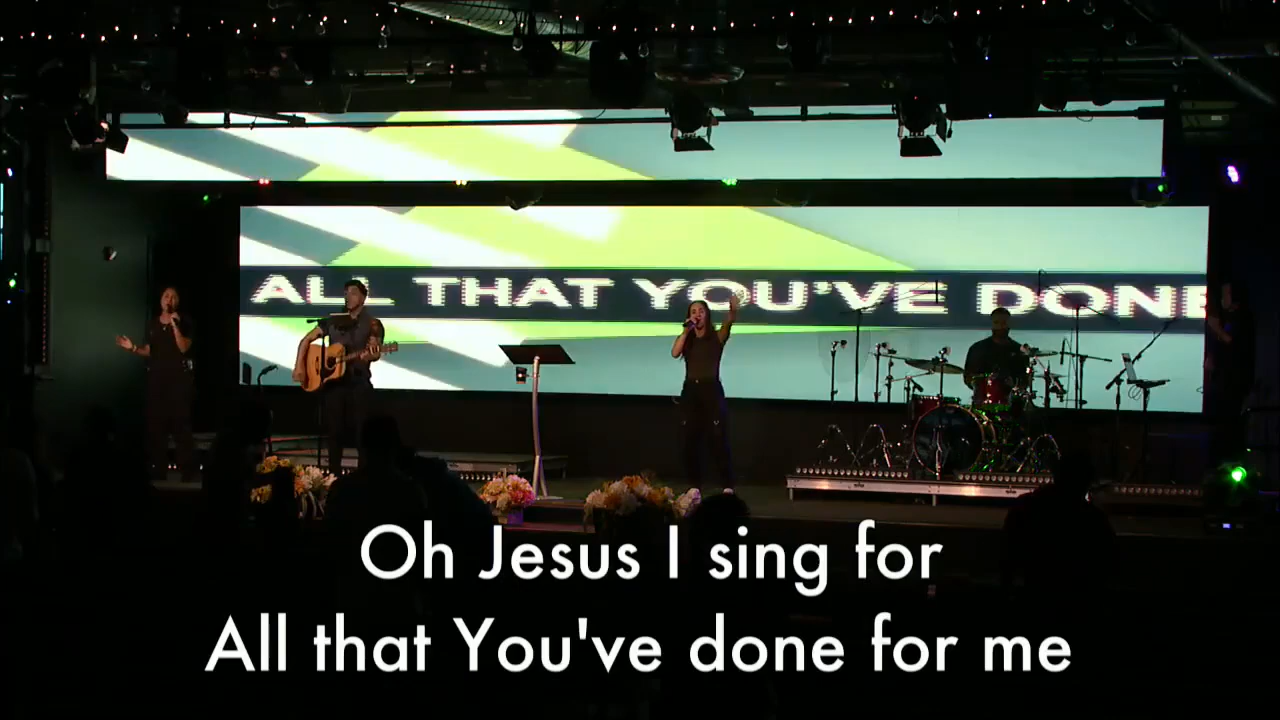 ALL THAT YOU'VE DONE
Oh Jesus I sing for
All that You've done for me